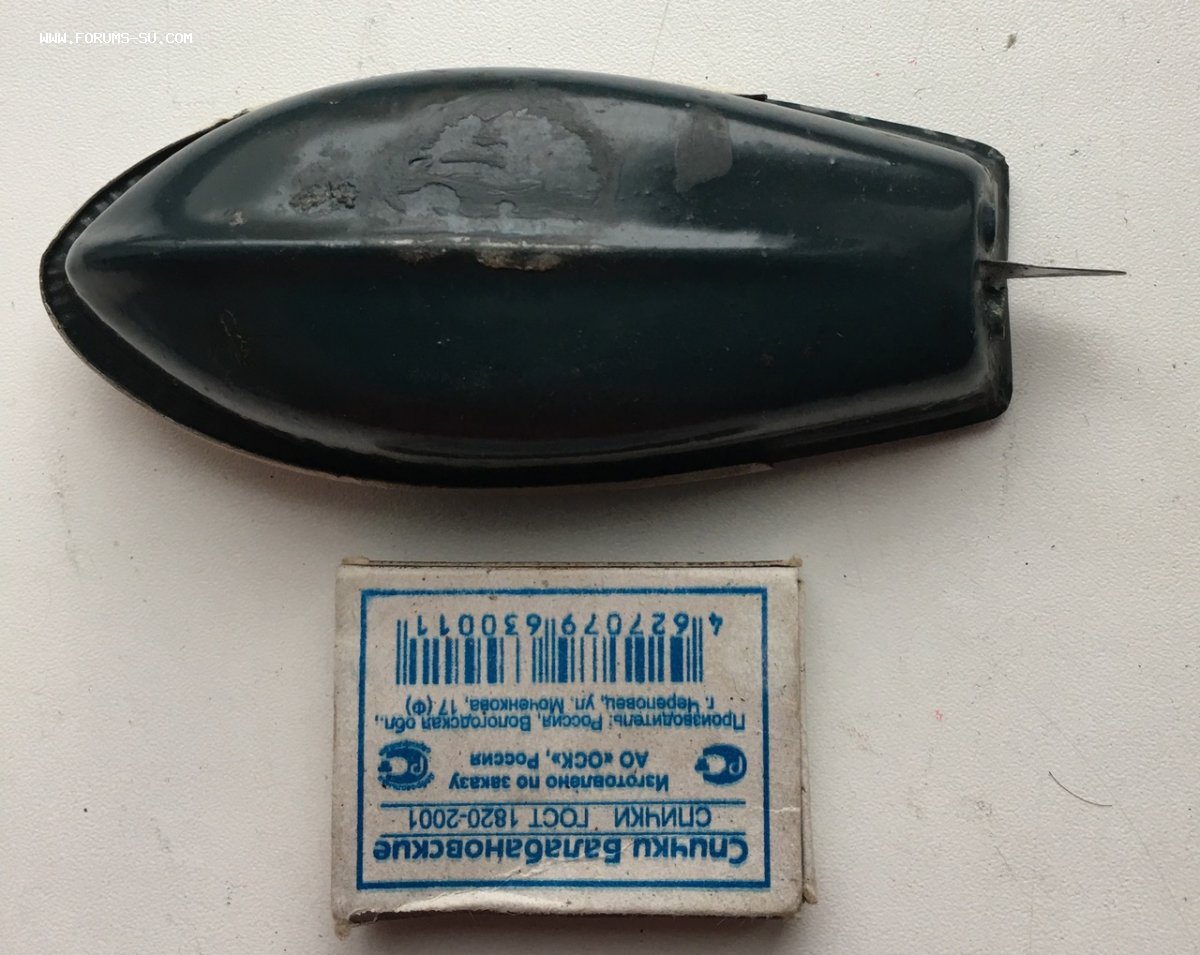 WWW.FORUMS-SU.COM
Спички Балабановские
СПИЧКИ ГОСТ 1820-2001
Изготовлено по заказу
АО «ОСК», Россия
Производитель: Россия, Вологодская обл.,
г. Череповец, ул. Моченкова, 17 (Ф)
4 627079 630011